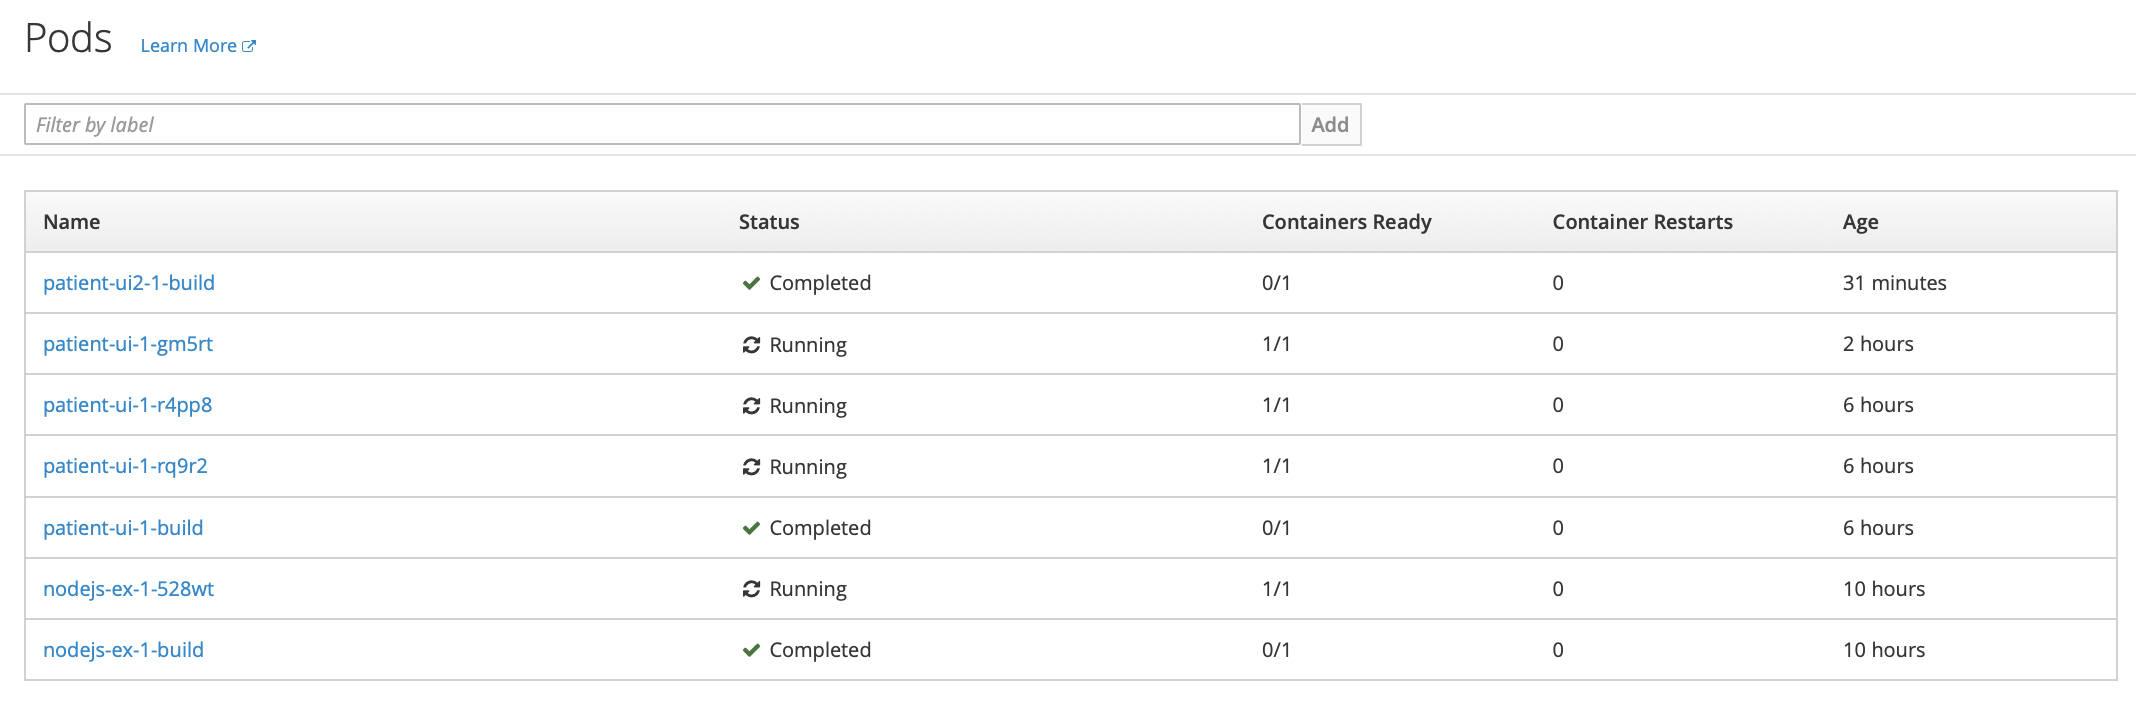 Pods Learn More
Filter by label Add
Name Status Containers Ready Container Restarts Age
patient-ui2-1-build Completed 0/1 0 31 minutes
patient-ui-1-gm5rt Running 1/1 0 2 hours
patient-ui-1-r4pp8 Running 1/1 0 6 hours
patient-ui-1-rq9r2 Running 1/1 0 6 hours
patient-ui-1-build Completed 0/1 0 6 hours
nodejs-ex-1-528wt Running 1/1 0 10 hours
nodejs-ex-1-build Completed 0/1 0 10 hours